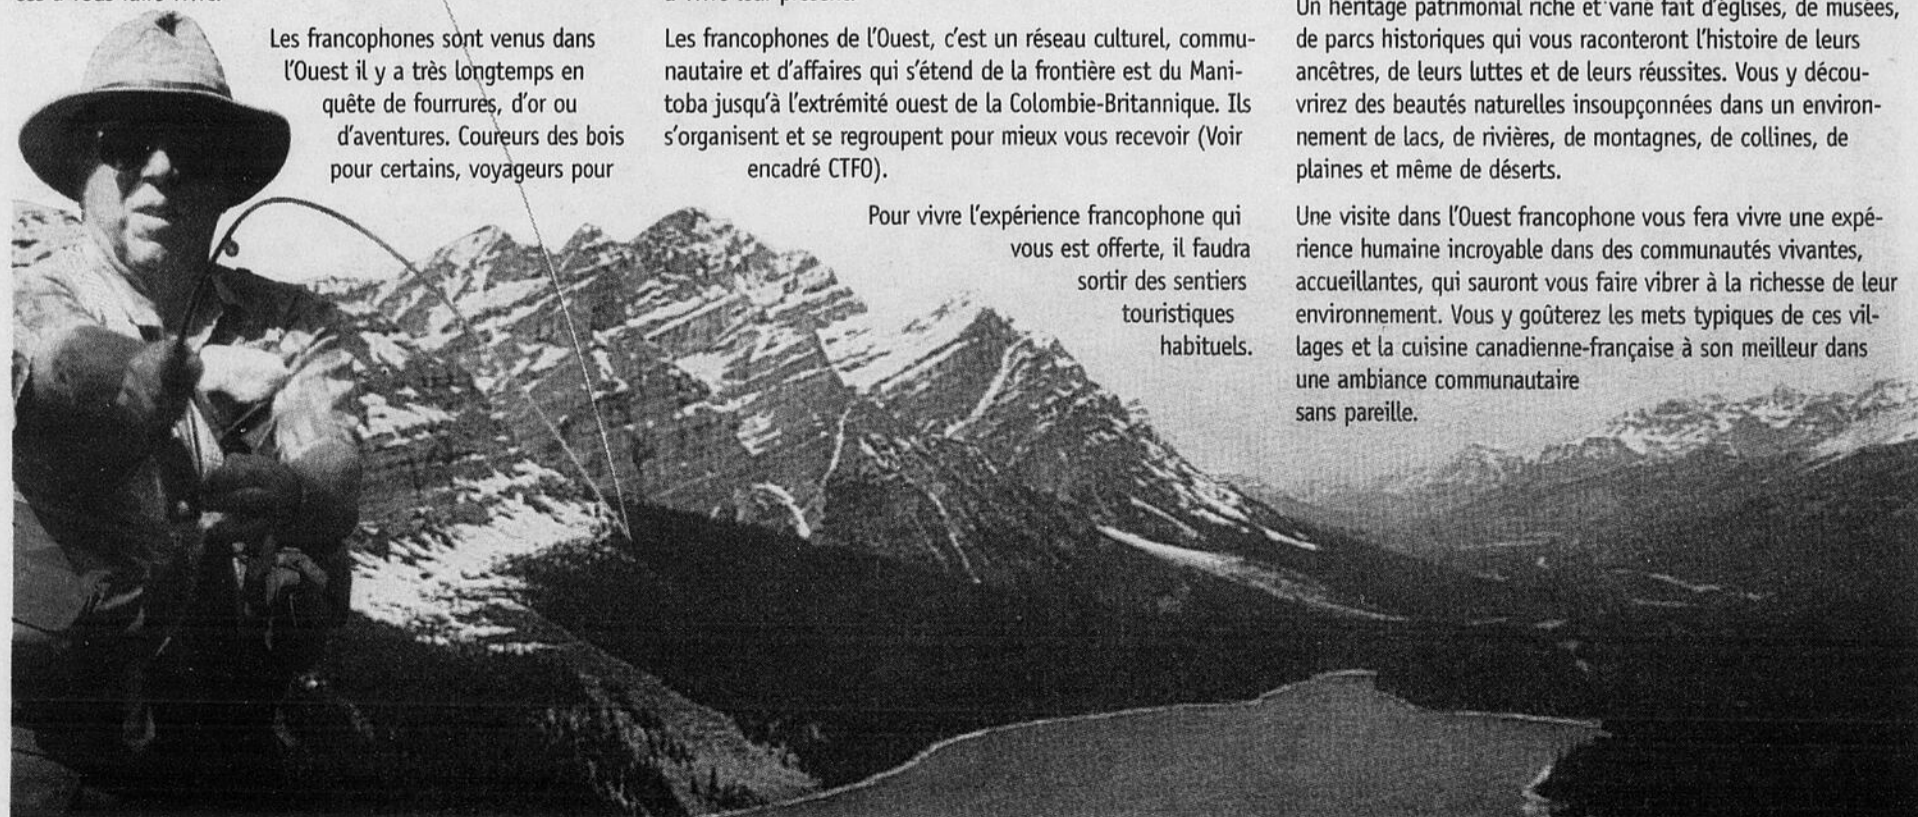 Les francophones sont venus dans
l'Ouest il y a très longtemps en
quête de fourrures, d'or ou
d'aventures. Coureurs des bois
pour certains, voyageurs pour
Les francophones de l'Ouest, c'est un réseau culturel, commu-
nautaire et d'affaires qui s'étend de la frontière est du Mani-
toba jusqu'à l'extrémité ouest de la Colombie-Britannique. Ils
s'organisent et se regroupent pour mieux vous recevoir (Voir
encadré CTFO).
Pour vivre l'expérience francophone qui
vous est offerte, il faudra
sortir des sentiers
touristiques
habituels.
Un héritage patrimonial riche et varié fait d'églises, de musées,
de parcs historiques qui vous raconteront l'histoire de leurs
ancêtres, de leurs luttes et de leurs réussites. Vous y décou-
vrirez des beautés naturelles insoupçonnées dans un environ-
nement de lacs, de rivières, de montagnes, de collines, de
plaines et même de déserts.
Une visite dans l'Ouest francophone vous fera vivre une expé-
rience humaine incroyable dans des communautés vivantes,
accueillantes, qui sauront vous faire vibrer à la richesse de leur
environnement. Vous y goûterez les mets typiques de ces vil-
lages et la cuisine canadienne-française à son meilleur dans
une ambiance communautaire
sans pareille.